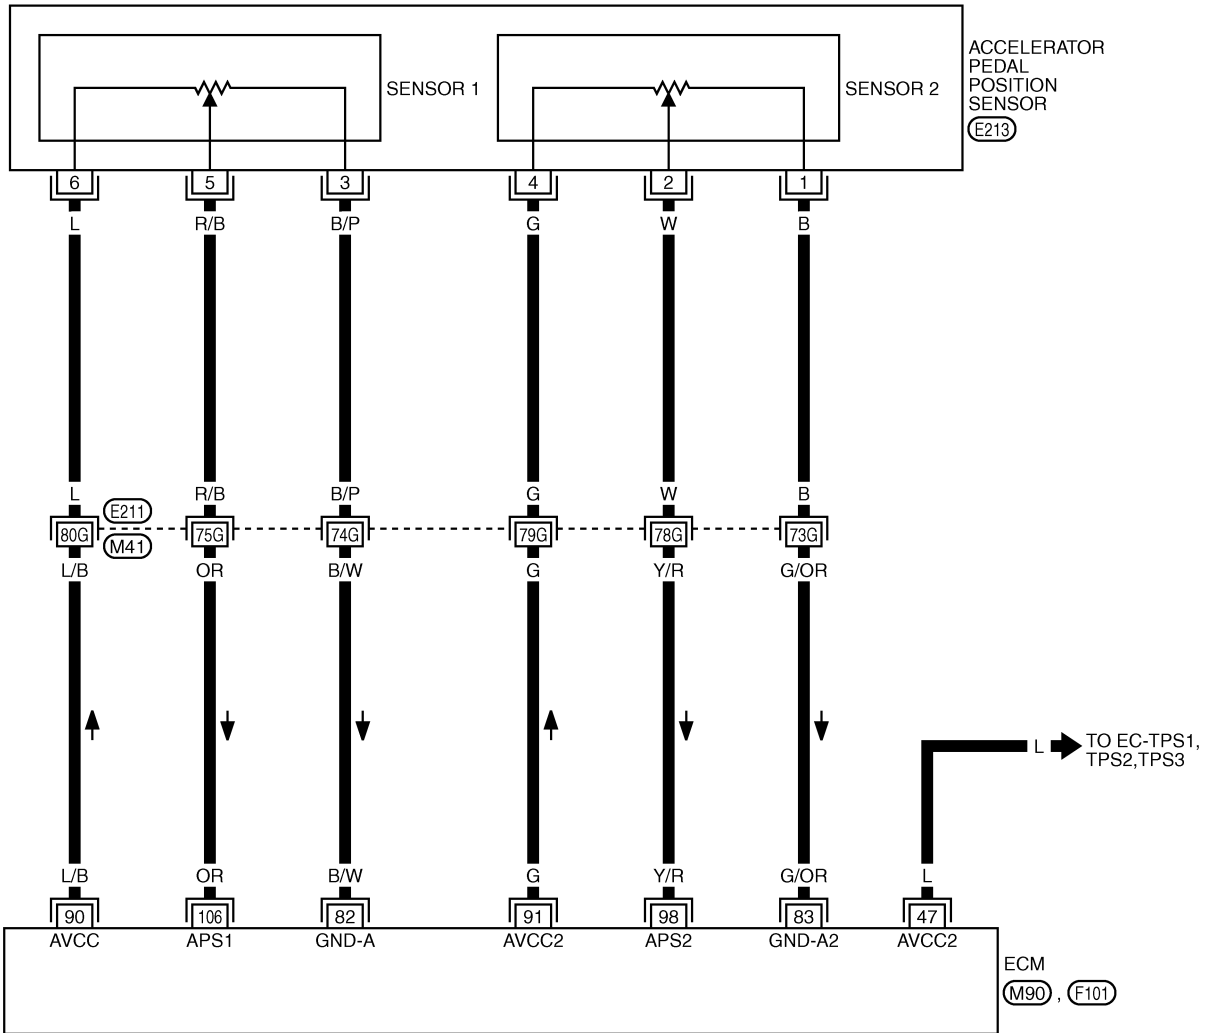 SENSOR 1
SENSOR 2
ACCELERATOR
PEDAL
POSITION
SENSOR
E213
6 5 3 4 2 1
L R/B B/P G W B
L R/B B/P G W B
E211
80G 75G 74G 79G 78G 73G
M41
L/B OR B/W G Y/R G/OR
L
TO EC-TPS1,
TPS2,TPS3
L/B OR B/W G Y/R G/OR L
90 106 82 91 98 83 47
AVCC APS1 GND-A AVCC2 APS2 GND-A2 AVCC2
ECM
M90 , F101